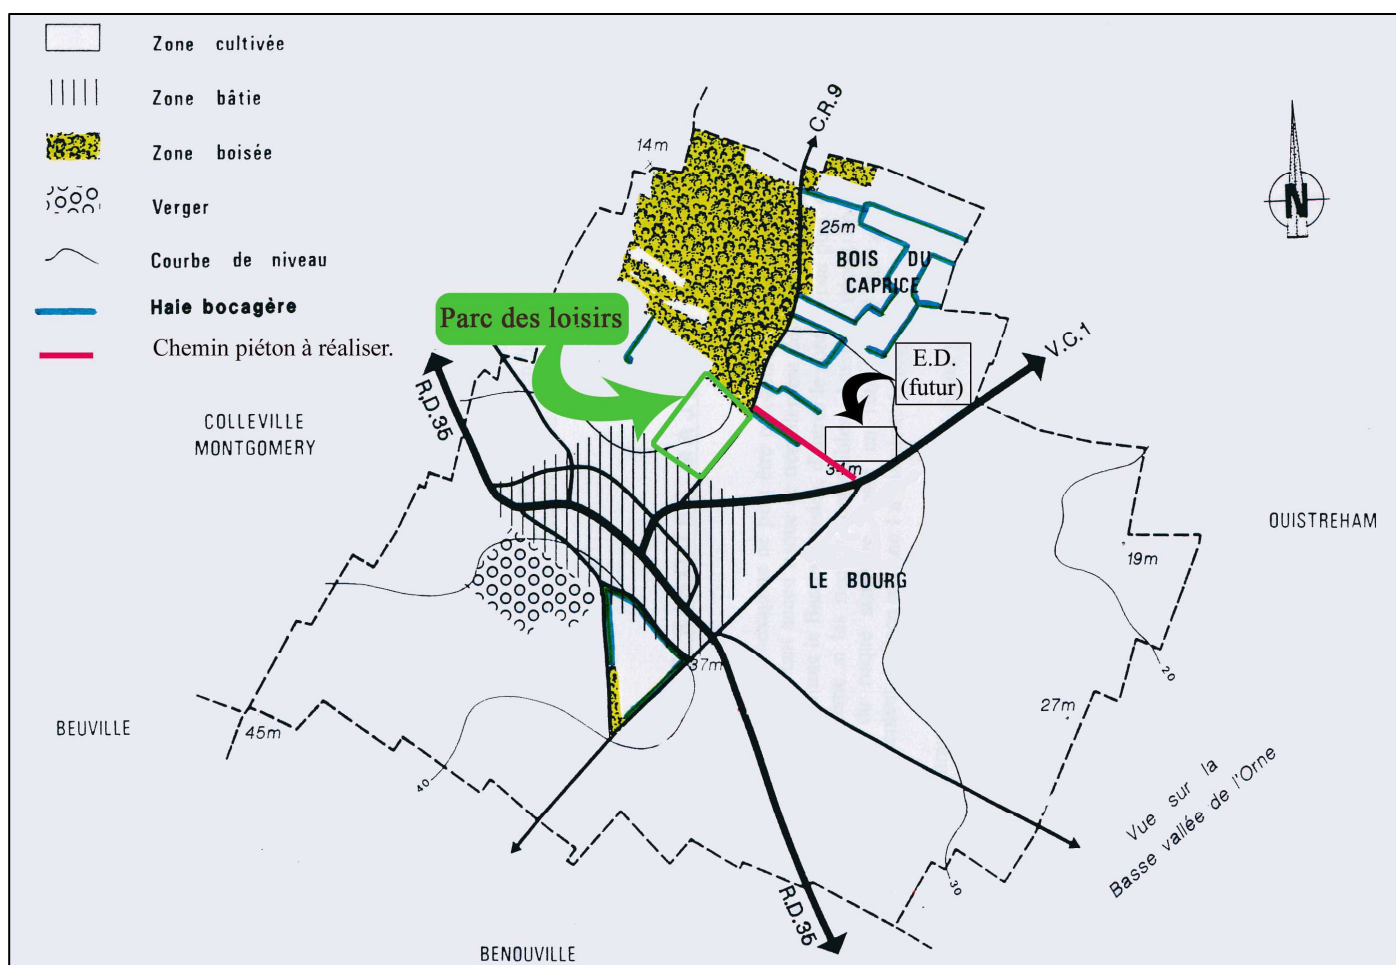 Zone cultivée
Zone bâtie
Zone boisée
Verger
Courbe de niveau
Haie bocagère
Chemin piéton à réaliser.
C.R.9
14m
25m
BOIS DU
CAPRICE
N
Parc des loisirs
V.C.1
E.D.
(futur)
R.D.35
COLLEVILLE
MONTGOMERY
34m
OUISTREHAM
19m
LE BOURG
37m
20
27m
BEUVILLE
45m
40
Vue sur la
Basse vallée de l'Orne
30
R.D.35
BENOUVILLE